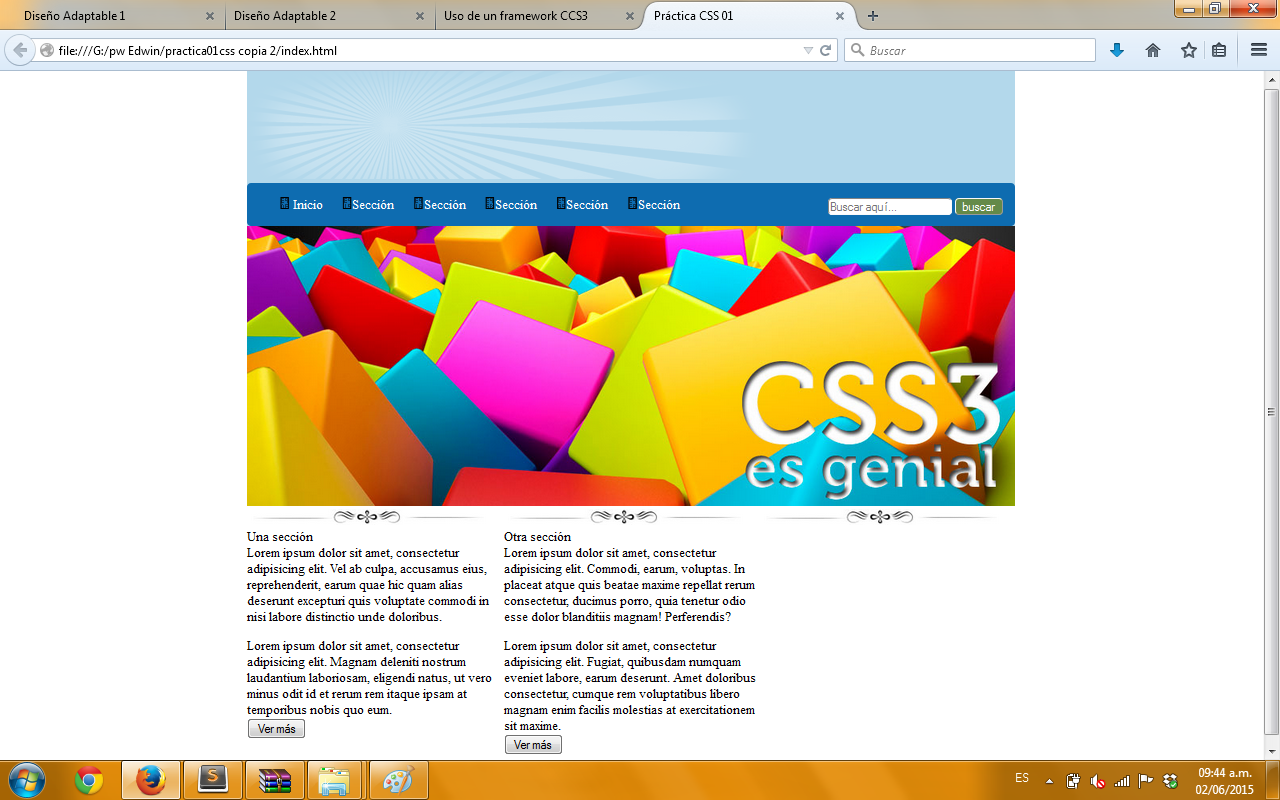 Diseño Adaptable 1
Diseño Adaptable 2
Uso de un framework CCS3
Práctica CSS 01
file:///G:/pw Edwin/practica01css copia 2/index.html
Buscar
Inicio
Sección
Sección
Sección
Sección
Sección
Buscar aquí...
buscar
CSS3
es genial
Una sección
Lorem ipsum dolor sit amet, consectetur
adipisicing elit. Vel ab culpa, accusamus eius,
reprehenderit, earum quae hic quam alias
deserunt excepturi quis voluptate commodi in
nisi labore distinctio unde doloribus.
Lorem ipsum dolor sit amet, consectetur
adipisicing elit. Magnam deleniti nostrum
laudantium laboriosam, eligendi natus, ut vero
minus odit id et rerum rem itaque ipsam at
temporibus nobis quo eum.
Ver más
Otra sección
Lorem ipsum dolor sit amet, consectetur
adipisicing elit. Commodi, earum, voluptas. In
placeat atque quis beatae maxime repellat rerum
consectetur, ducimus porro, quia tenetur odio
esse dolor blanditiis magnam! Perferendis?
Lorem ipsum dolor sit amet, consectetur
adipisicing elit. Fugiat, quibusdam numquam
eveniet labore, earum deserunt. Amet doloribus
consectetur, cumque rem voluptatibus libero
magnam enim facilis molestias at exercitationem
sit maxime.
Ver más
ES
09:44 a.m.
02/06/2015